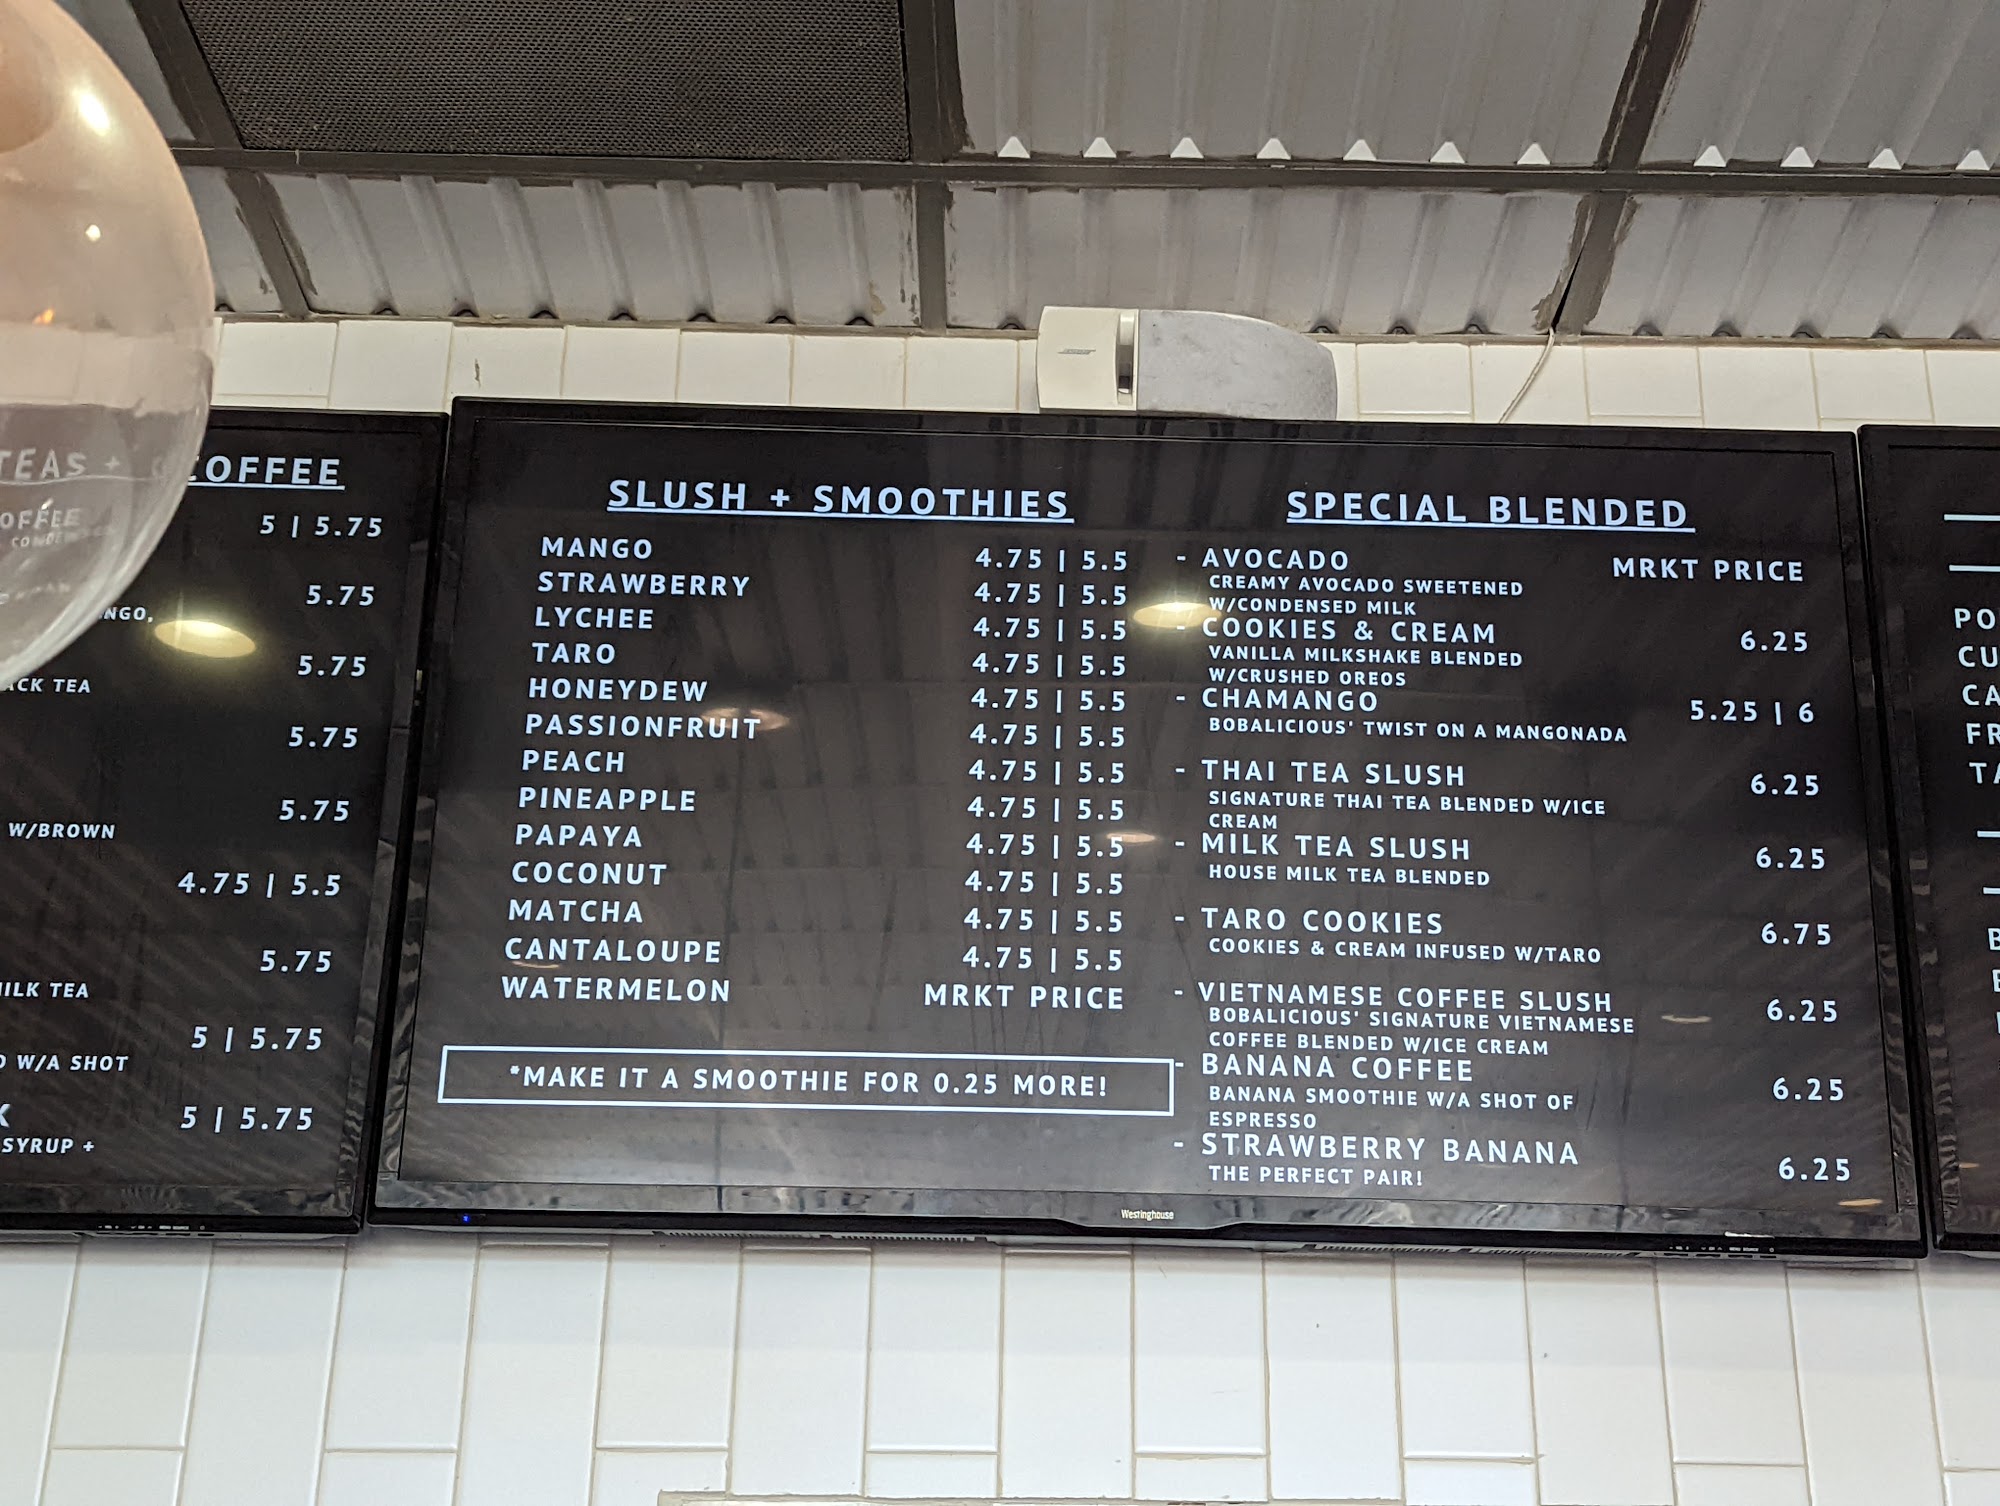 TEAS +
COFFEE
OFFEE
5 | 5.75
5.75
NGO,
5.75
ACK TEA
5.75
5.75
W/BROWN
4.75 | 5.5
5.75
MILK TEA
5 | 5.75
W/A SHOT
5 | 5.75
SYRUP +
SLUSH + SMOOTHIES
MANGO 4.75 | 5.5
STRAWBERRY 4.75 | 5.5
LYCHEE 4.75 | 5.5
TARO 4.75 | 5.5
HONEYDEW 4.75 | 5.5
PASSIONFRUIT 4.75 | 5.5
PEACH 4.75 | 5.5
PINEAPPLE 4.75 | 5.5
PAPAYA 4.75 | 5.5
COCONUT 4.75 | 5.5
MATCHA 4.75 | 5.5
CANTALOUPE 4.75 | 5.5
WATERMELON MRKT PRICE
*MAKE IT A SMOOTHIE FOR 0.25 MORE!
SPECIAL BLENDED
- AVOCADO MRKT PRICE
CREAMY AVOCADO SWEETENED
W/CONDENSED MILK
- COOKIES & CREAM 6.25
VANILLA MILKSHAKE BLENDED
W/CRUSHED OREOS
- CHAMANGO 5.25 | 6
BOBALICIOUS' TWIST ON A MANGONADA
- THAI TEA SLUSH 6.25
SIGNATURE THAI TEA BLENDED W/ICE
CREAM
- MILK TEA SLUSH 6.25
HOUSE MILK TEA BLENDED
- TARO COOKIES 6.75
COOKIES & CREAM INFUSED W/TARO
- VIETNAMESE COFFEE SLUSH 6.25
BOBALICIOUS' SIGNATURE VIETNAMESE
COFFEE BLENDED W/ICE CREAM
- BANANA COFFEE 6.25
BANANA SMOOTHIE W/A SHOT OF
ESPRESSO
- STRAWBERRY BANANA 6.25
THE PERFECT PAIR!
Westinghouse
PO
CU
CA
FR
TA